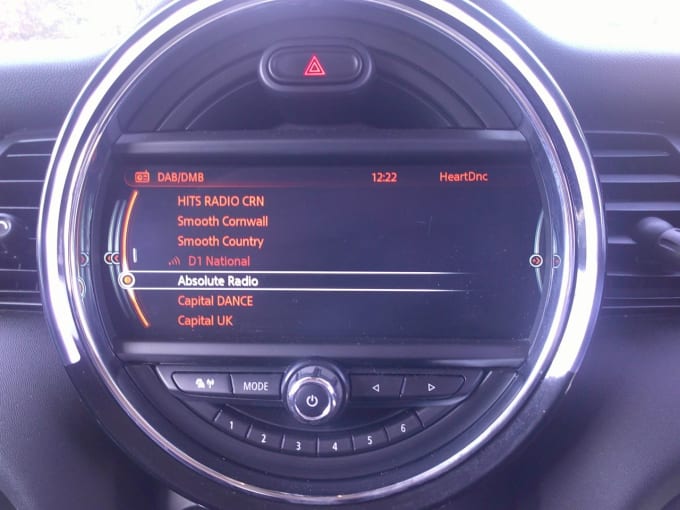 DAB/DMB 12:22 HeartDnc
HITS RADIO CRN
Smooth Cornwall
Smooth Country
D1 National
Absolute Radio
Capital DANCE
Capital UK
MODE
1 2 3 4 5 6